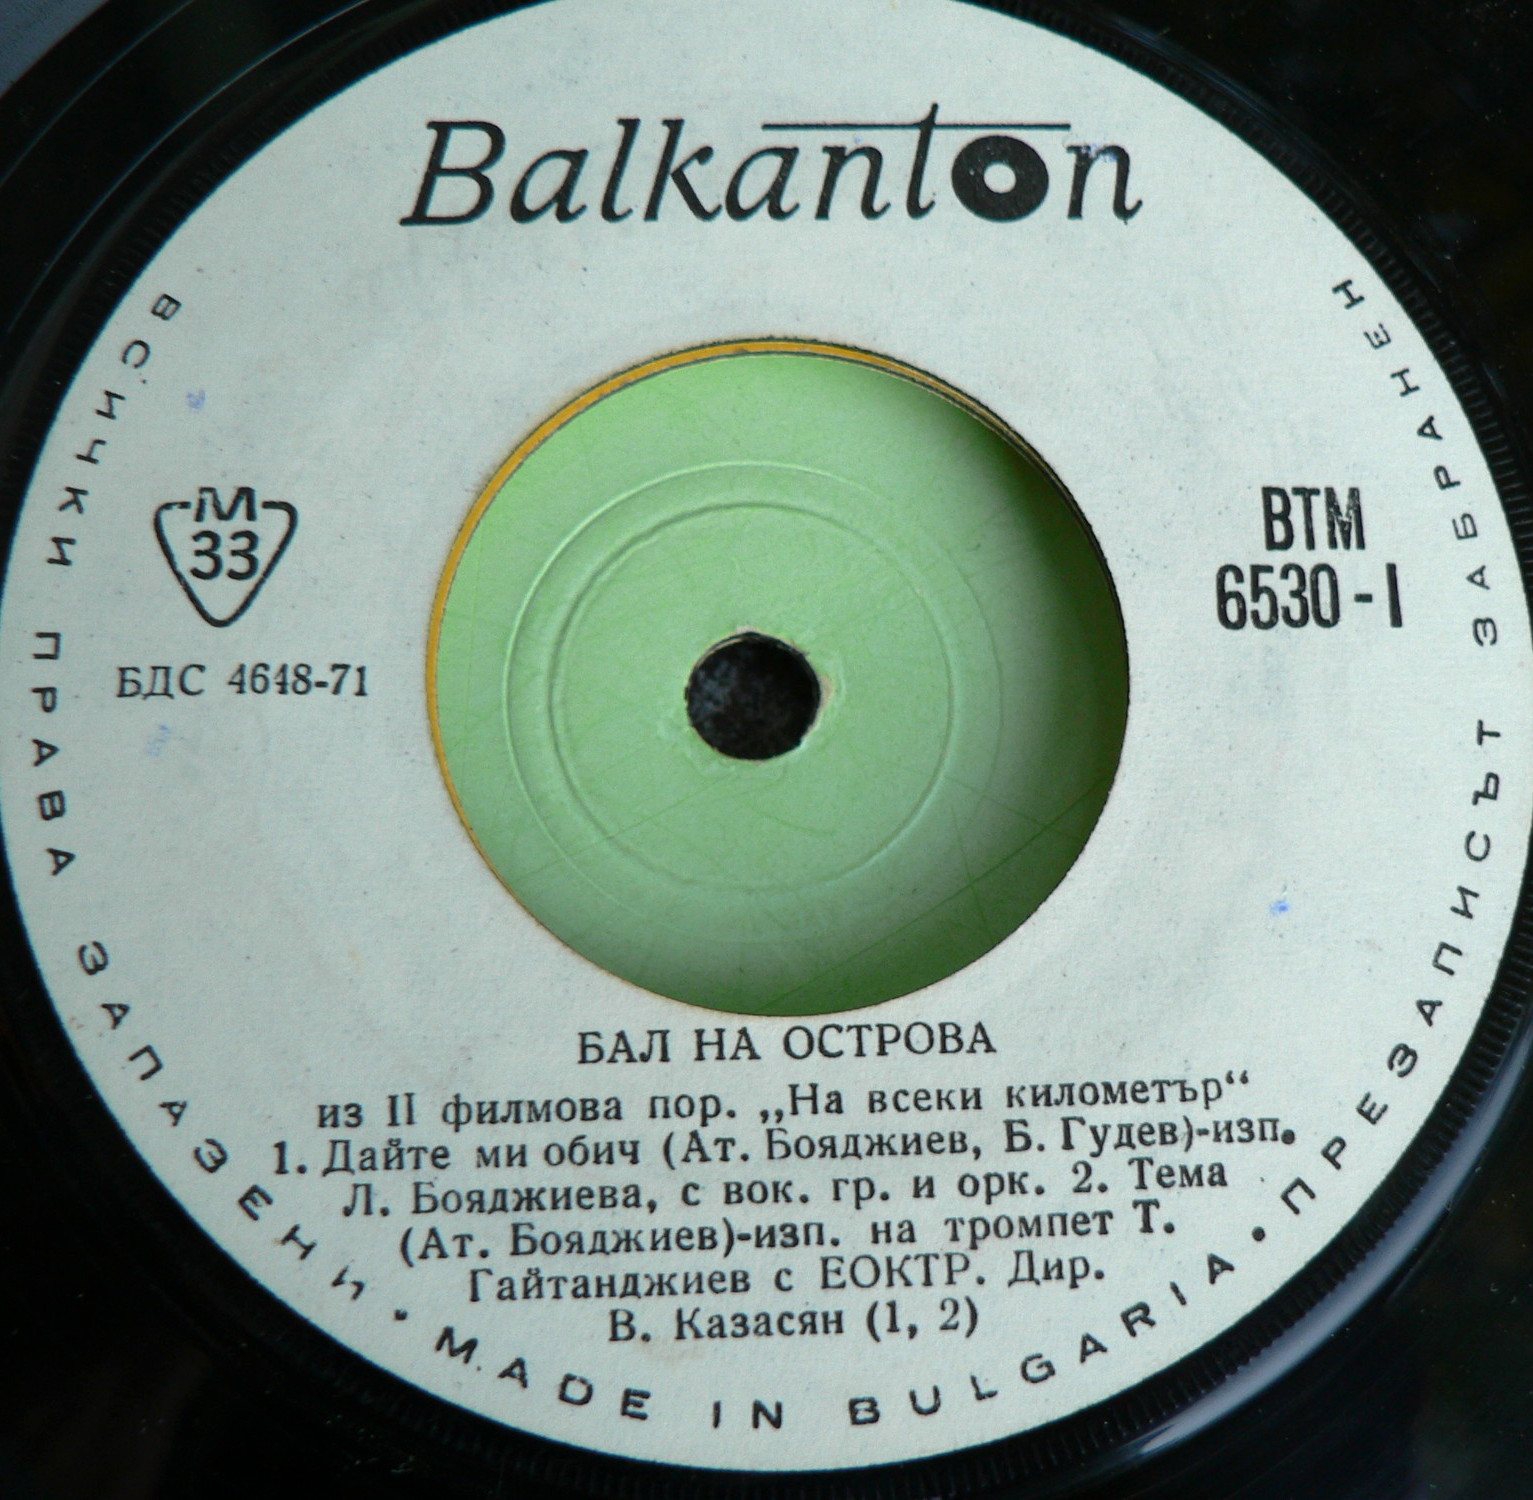 Balkanton
М
33
БДС 4648-71
ВТМ
6530-I
БАЛ НА ОСТРОВА
из II филмова пор. „На всеки километър“
1. Дайте ми обич (Ат. Бояджиев, Б. Гудев)-изп.
Л. Бояджиева, с вок. гр. и орк. 2. Тема
(Ат. Бояджиев)-изп. на тромпет Т.
Гайтанджиев с ЕОКТР. Дир.
В. Казасян (1, 2)
ВСИЧКИ ПРАВА ЗАПАЗЕНИ • MADE IN BULGARIA • ПРЕЗАПИСЪТ ЗАБРАНЕН